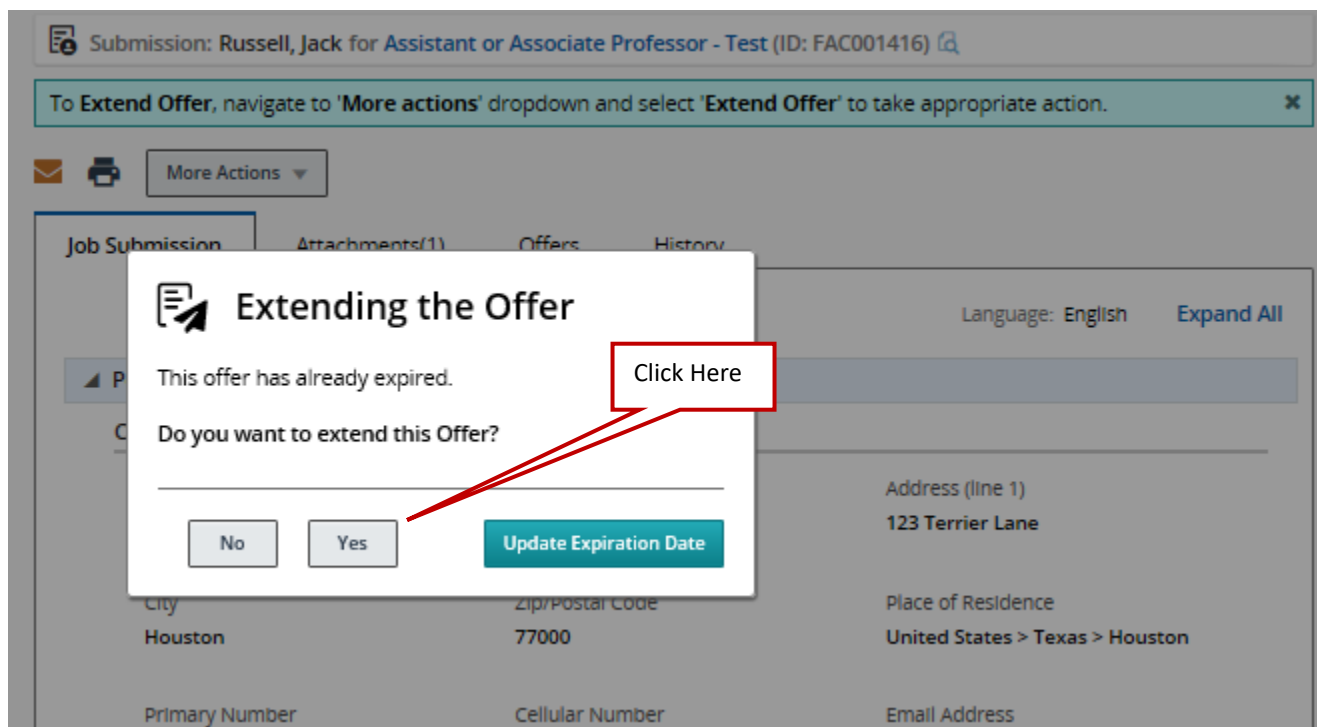 Submission: Russell, Jack for Assistant or Associate Professor - Test (ID: FAC001416)
To Extend Offer, navigate to 'More actions' dropdown and select 'Extend Offer' to take appropriate action.
More Actions
Job Submission Attachments(1) Offers History
Extending the Offer
Language: English Expand All
This offer has already expired.
Click Here
P
Do you want to extend this Offer?
C
Address (line 1)
123 Terrier Lane
No Yes Update Expiration Date
City Zip/Postal Code Place of Residence
Houston 77000 United States > Texas > Houston
Primary Number Cellular Number Email Address